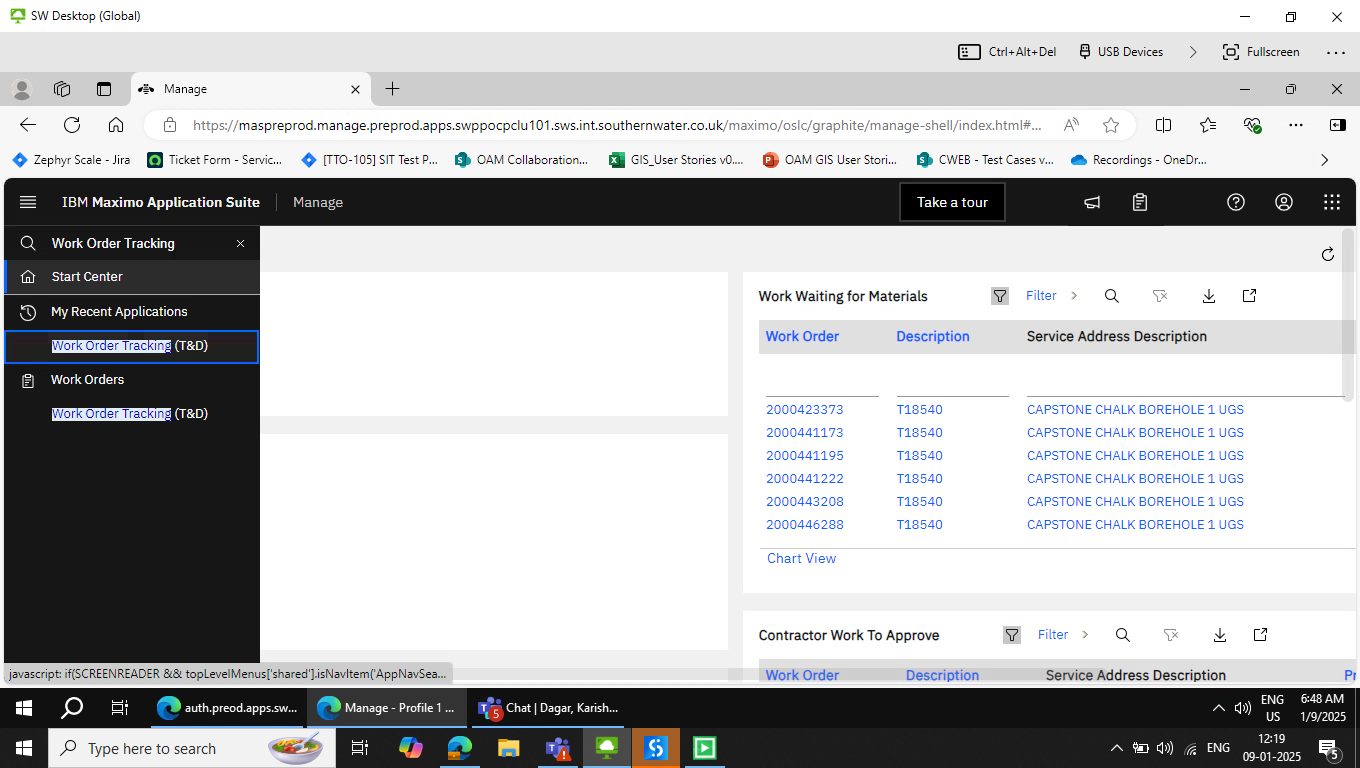 SW Desktop (Global)
Ctrl+Alt+Del
USB Devices
Fullscreen
Manage
https://maspreprod.manage.preprod.apps.swppocpclu101.sws.int.southernwater.co.uk/maximo/oslc/graphite/manage-shell/index.html#...
Zephyr Scale - Jira
Ticket Form - Servic...
[TTO-105] SIT Test P...
OAM Collaboration...
GIS_User Stories v0....
OAM GIS User Stori...
CWEB - Test Cases v...
Recordings - OneDr...
IBM Maximo Application Suite
Manage
Take a tour
Work Order Tracking
Start Center
My Recent Applications
Work Order Tracking (T&D)
Work Orders
Work Order Tracking (T&D)
Work Waiting for Materials
Filter
Work Order Description Service Address Description
2000423373 T18540 CAPSTONE CHALK BOREHOLE 1 UGS
2000441173 T18540 CAPSTONE CHALK BOREHOLE 1 UGS
2000441195 T18540 CAPSTONE CHALK BOREHOLE 1 UGS
2000441222 T18540 CAPSTONE CHALK BOREHOLE 1 UGS
2000443208 T18540 CAPSTONE CHALK BOREHOLE 1 UGS
2000446288 T18540 CAPSTONE CHALK BOREHOLE 1 UGS
Chart View
Contractor Work To Approve
Filter
Work Order Description Service Address Description Pr
javascript: if(SCREENREADER && topLevelMenus['shared'].isNavItem('AppNavSea...
auth.preod.apps.sw...
Manage - Profile 1 ...
5
Chat | Dagar, Karish...
ENG
US
6:48 AM
1/9/2025
Type here to search
ENG
12:19
09-01-2025
5